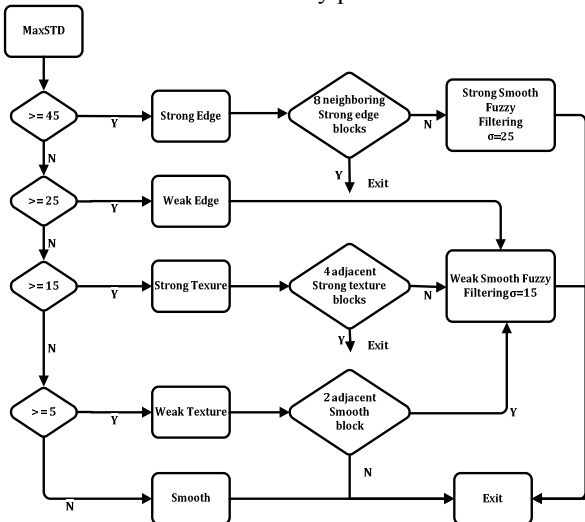 MaxSTD
>= 45
Y
Strong Edge
8 neighboring
Strong edge
blocks
N
Strong Smooth
Fuzzy
Filtering
σ=25
N
Y
Exit
>= 25
Y
Weak Edge
N
>= 15
Y
Strong Texure
4 adjacent
Strong texture
blocks
N
Weak Smooth Fuzzy
Filteringσ=15
Y
Exit
N
>= 5
Y
Weak Texture
2 adjacent
Smooth
block
Y
N
N
Smooth
Exit